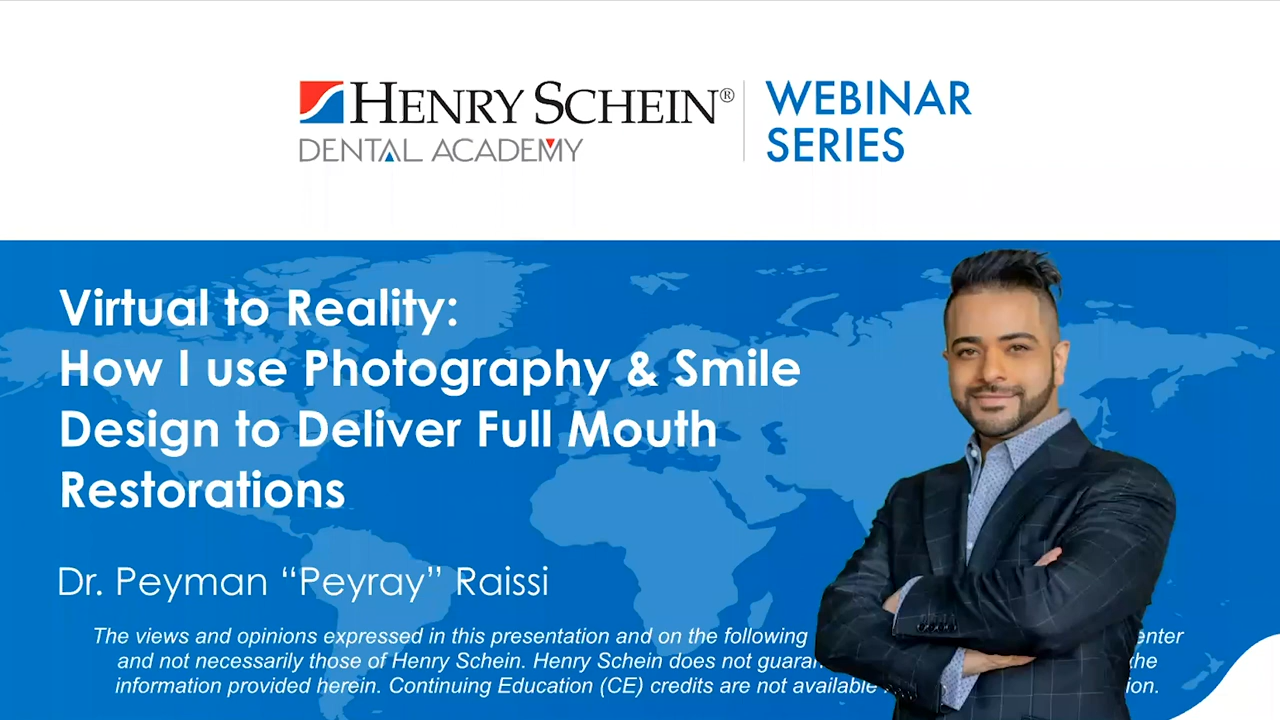 HENRY SCHEIN®
DENTAL ACADEMY
WEBINAR
SERIES
Virtual to Reality:
How I use Photography & Smile
Design to Deliver Full Mouth
Restorations
Dr. Peyman “Peyray” Raissi
The views and opinions expressed in this presentation and on the following
and not necessarily those of Henry Schein. Henry Schein does not
information provided herein. Continuing Education (CE) credits are not available